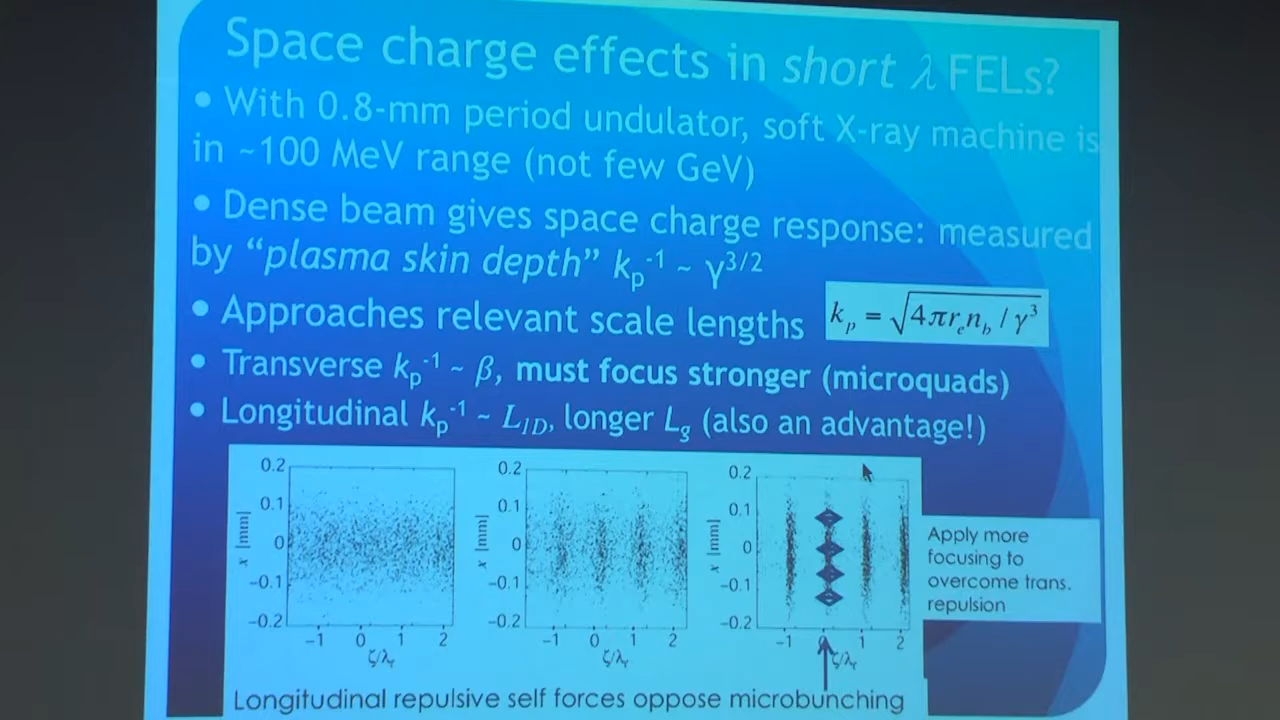 Space charge effects in short λ FELs?
• With 0.8-mm period undulator, soft X-ray machine is
in ~100 MeV range (not few GeV)
• Dense beam gives space charge response: measured
by “plasma skin depth” kₚ⁻¹ ~ γ³/²
• Approaches relevant scale lengths
kₚ = √4πrₑn_b / γ³
• Transverse kₚ⁻¹ ~ β, must focus stronger (microquads)
• Longitudinal kₚ⁻¹ ~ L₁D, longer Lg (also an advantage!)
0.2
0.1
0
−0.1
−0.2
x [mm]
−1 0 1 2
ζ/λᵣ
0.2
0.1
0
−0.1
−0.2
x [mm]
−1 0 1 2
ζ/λᵣ
0.2
0.1
0
−0.1
−0.2
x [mm]
−1 0 1 2
ζ/λᵣ
Apply more
focusing to
overcome trans.
repulsion
Longitudinal repulsive self forces oppose microbunching